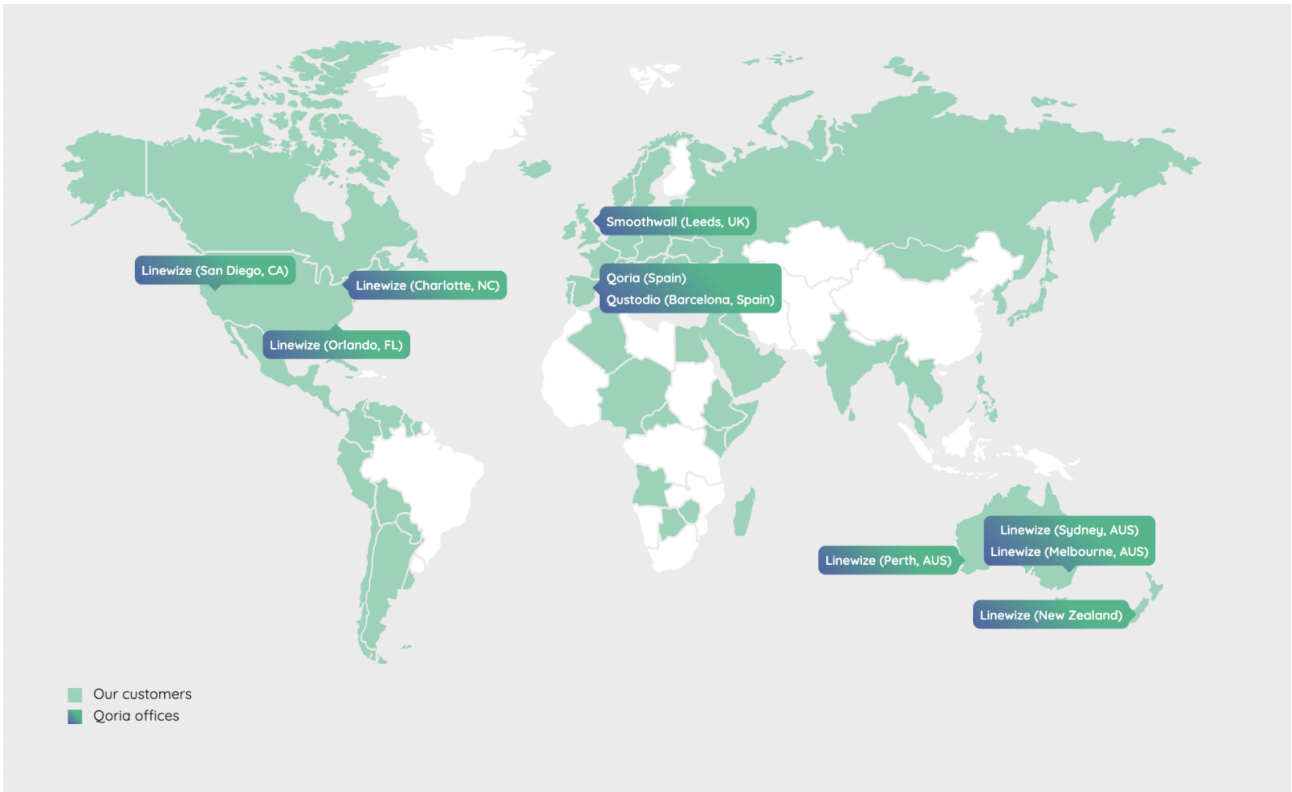 Smoothwall (Leeds, UK)
Linewize (San Diego, CA)
Linewize (Charlotte, NC)
Qoria (Spain)
Qustodio (Barcelona, Spain)
Linewize (Orlando, FL)
Linewize (Sydney, AUS)
Linewize (Melbourne, AUS)
Linewize (Perth, AUS)
Linewize (New Zealand)
Our customers
Qoria offices